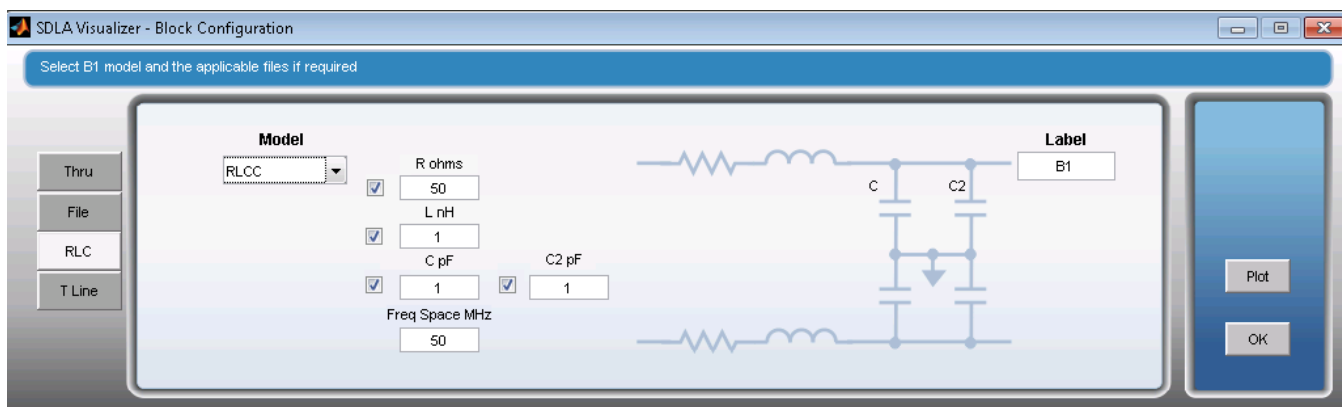 SDLA Visualizer - Block Configuration
Select B1 model and the applicable files if required
Thru
File
RLC
T Line
Model
RLCC
R ohms
50
L nH
1
C pF
1
C2 pF
1
Freq Space MHz
50
C
C2
Label
B1
Plot
OK